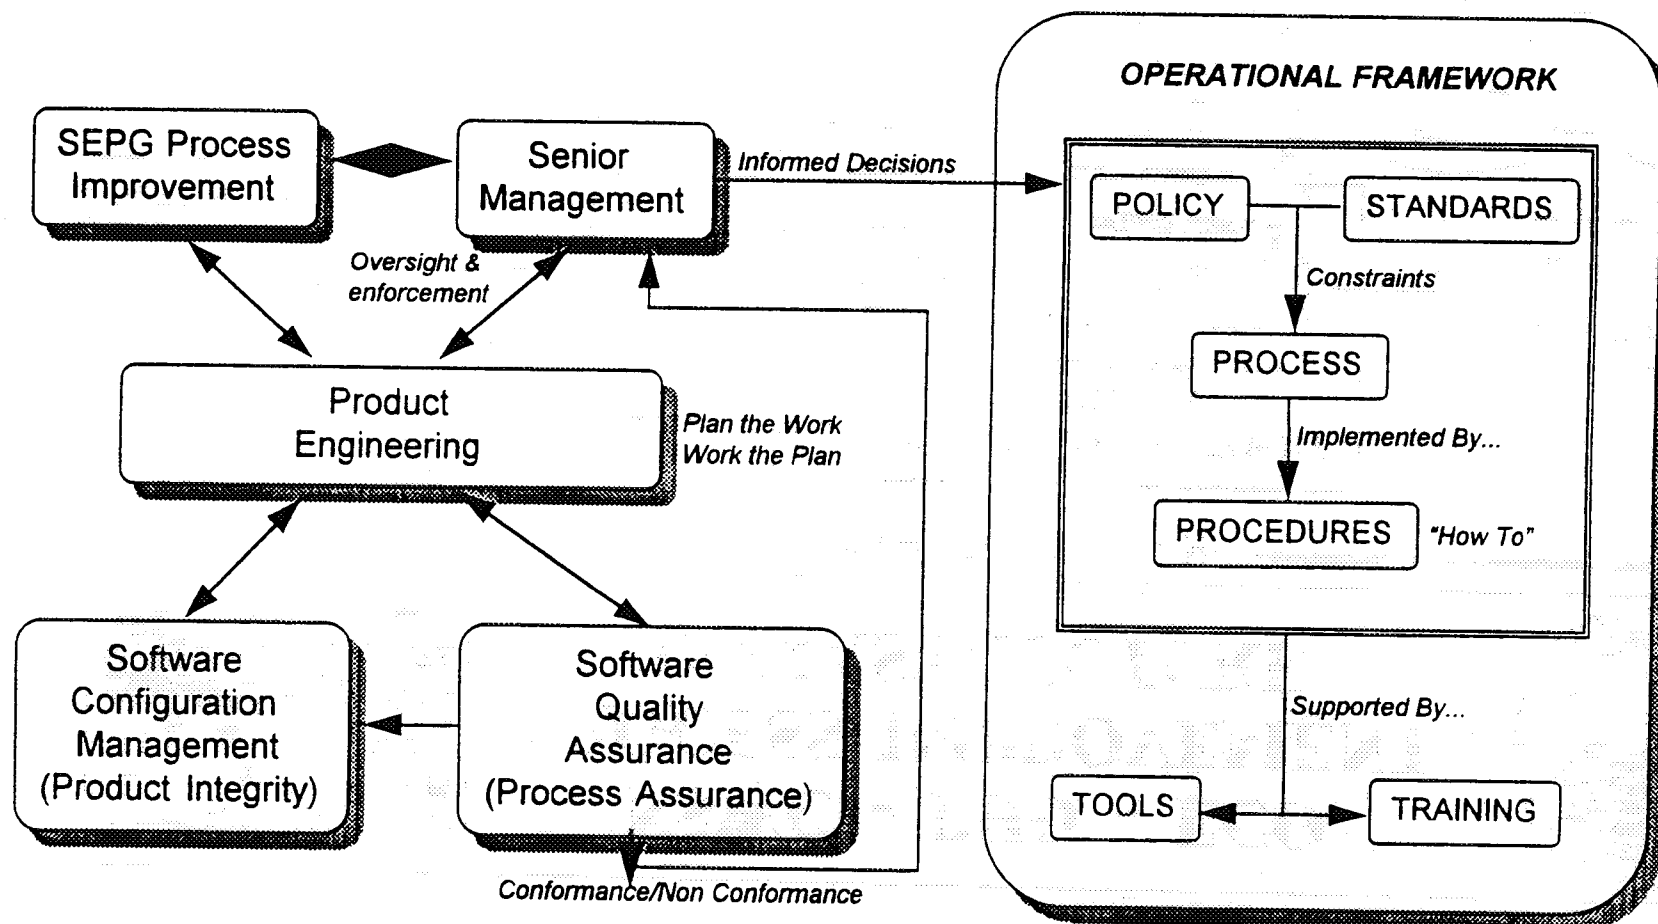 OPERATIONAL FRAMEWORK
SEPG Process
Improvement
Senior
Management
Informed Decisions
POLICY
STANDARDS
Oversight &
enforcement
Constraints
PROCESS
Product
Engineering
Plan the Work
Work the Plan
Implemented By...
PROCEDURES
"How To"
Software
Configuration
Management
(Product Integrity)
Software
Quality
Assurance
(Process Assurance)
Supported By...
TOOLS
TRAINING
Conformance/Non Conformance